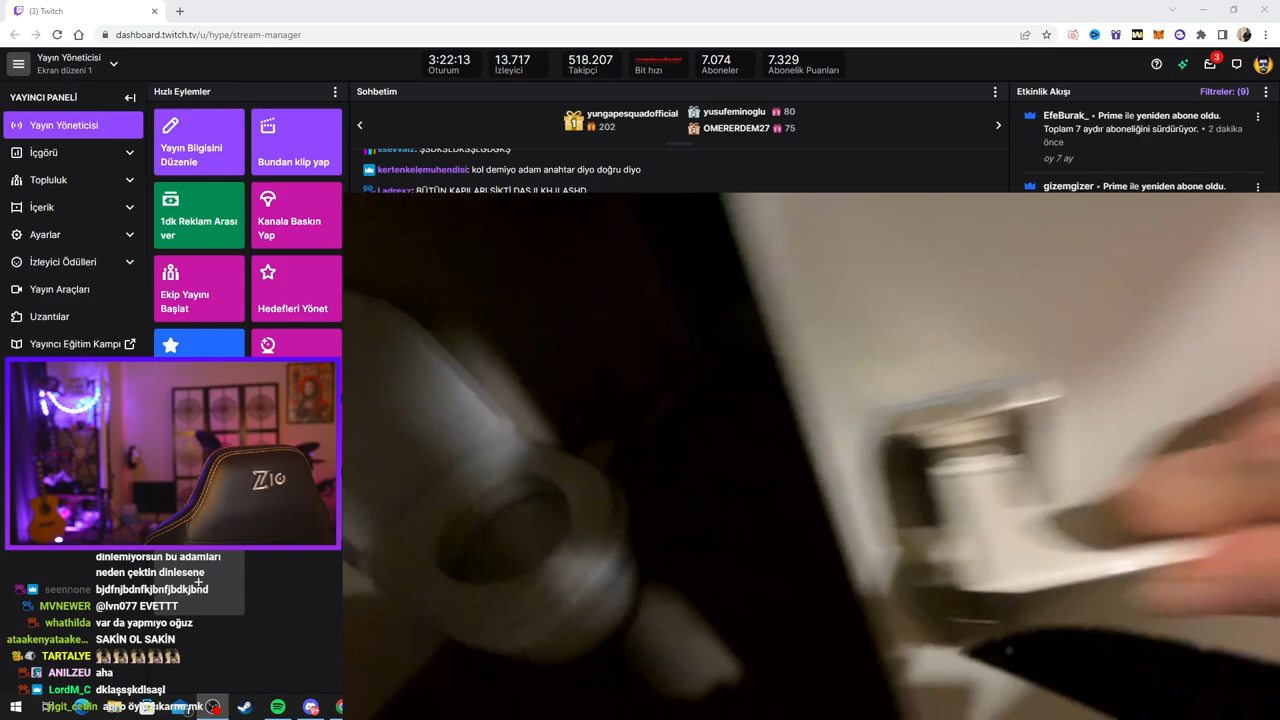 (3) Twitch
dashboard.twitch.tv/u/hype/stream-manager
Yayın Yöneticisi
Ekran düzeni 1
3:22:13
Oturum
13.717
İzleyici
518.207
Takipçi
Bit hızı
7.074
Aboneler
7.329
Abonelik Puanları
3
YAYINCI PANELİ
Yayın Yöneticisi
İçgörü
Topluluk
İçerik
Ayarlar
İzleyici Ödülleri
Yayın Araçları
Uzantılar
Yayıncı Eğitim Kampı
Hızlı Eylemler
Yayın Bilgisini
Düzenle
Bundan klip yap
1dk Reklam Arası
ver
Kanala Baskın
Yap
Ekip Yayını
Başlat
Hedefleri Yönet
Sohbetim
yungapesquadofficial
202
yusufeminoglu 80
OMERERDEM27 75
kertenkelemuhendisi: kol demiyo adam anahtar diyo doğru diyo
Etkinlik Akışı
Filtreler: (9)
EfeBurak_ • Prime ile yeniden abone oldu.
Toplam 7 aydır aboneliğini sürdürüyor. • 2 dakika
önce
oy 7 ay
gizemgizer • Prime ile yeniden abone oldu.
ZIO
dinlemiyorsun bu adamları
neden çektin dinlesene
seennone bjdfnjbdnfkjbnfjbdkjbnd
MVNEWER @lvn077 EVETTT
whathilda var da yapmıyo oğuz
ataakenyataake... SAKİN OL SAKİN
TARTALYE
ANILZEU aha
LordM_C dklaşşkdlsaşl